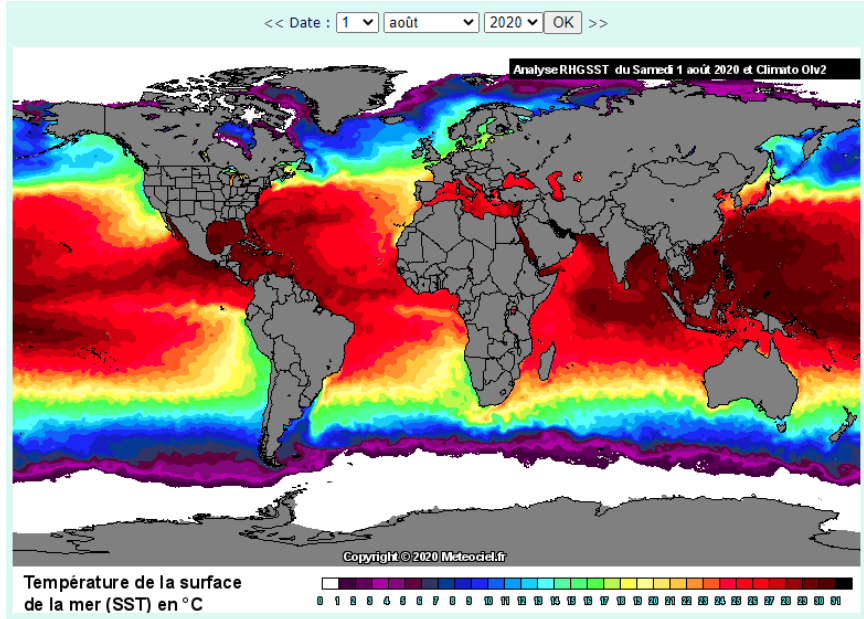 << Date : 1 août 2020 OK >>
Analyse RHGSST du Samedi 1 août 2020 et Climato OIv2
Copyright © 2020 Meteociel.fr
Température de la surface
de la mer (SST) en °C
0 1 2 3 4 5 6 7 8 9 10 11 12 13 14 15 16 17 18 19 20 21 22 23 24 25 26 27 28 29 30 31